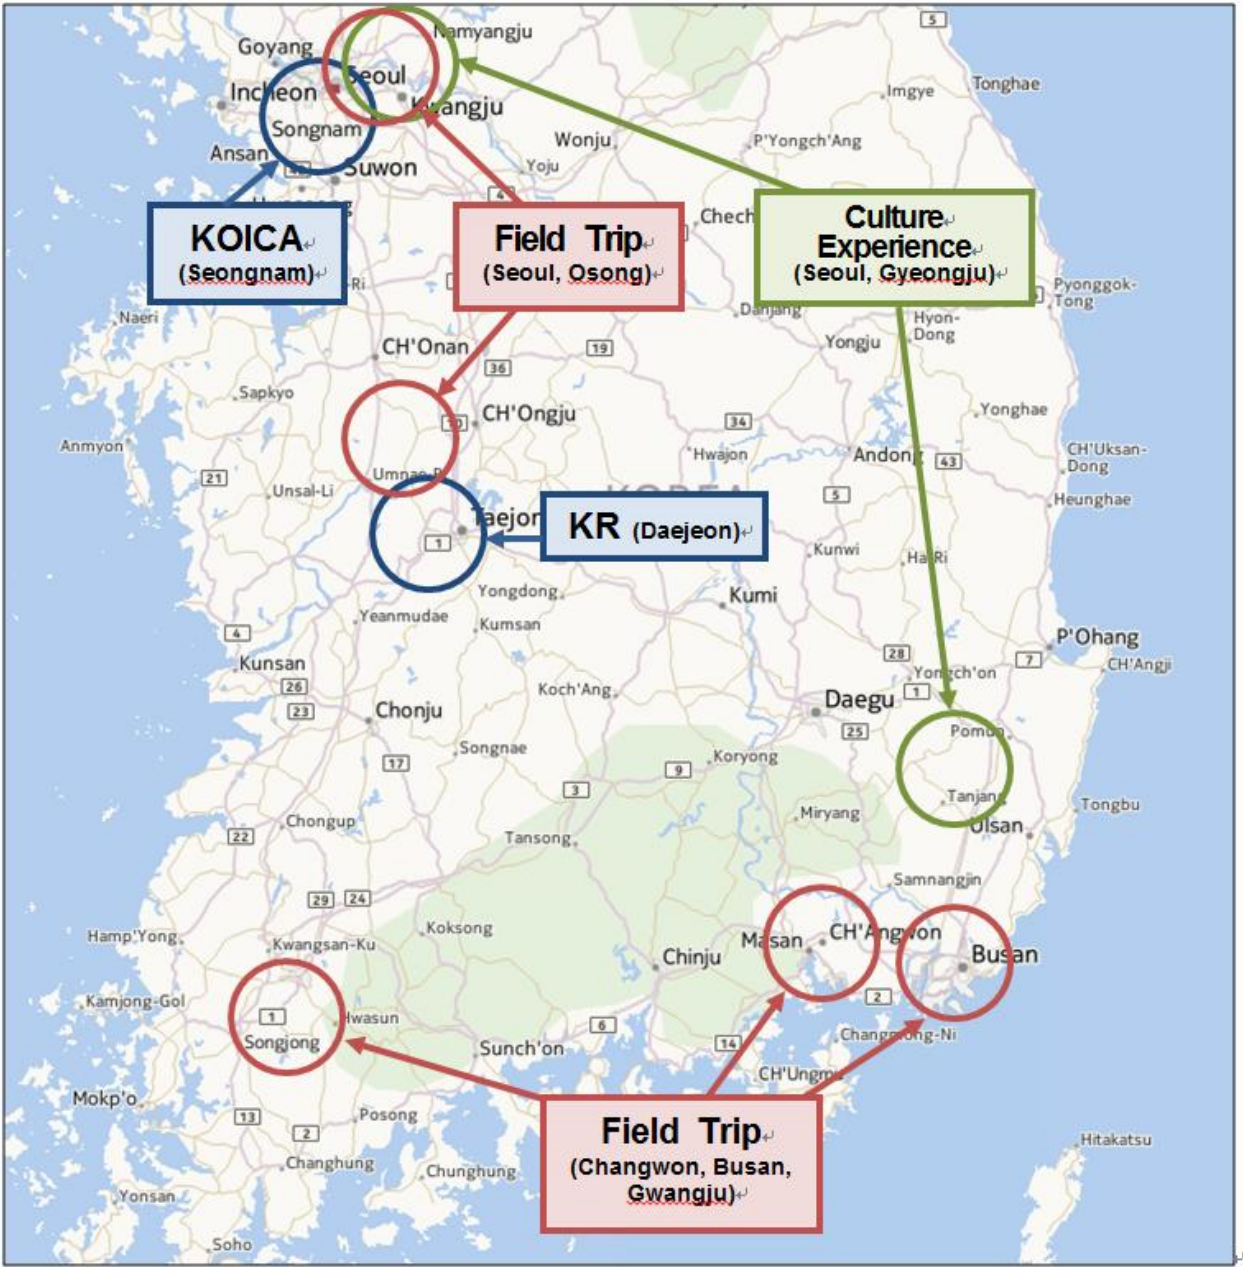 5
Namyangju
Goyang
Seoul
Tonghae
Incheon
Imgye
Kwangju
Songnam
Wonju
P'Yongch'Ang
Ansan
Suwon
Yoju
4
KOICA
(Seongnam)
Field Trip
(Seoul, Osong)
Chech
Culture
Experience
(Seoul, Gyeongju)
Ri
Pyonggok-
Tong
Naeri
Danjang
Hyon-
Dong
CH'Onan
19
Yongju
36
Sapkyo
CH'Ongju
34
Yonghae
Anmyon
Hwajon
Andong
43
CH'Uksan-
Dong
21
Unsal-Li
5
Heunghae
KR (Daejeon)
1
Kunwi
Yongdong
Kumi
Yeanmudae
Kumsan
4
P'Ohang
Kunsan
28
7
CH'Angji
26
Koch'Ang
Yongch'on
1
23
Chonju
Daegu
25
Songnae
Pomun
17
9
Koryong
3
Tanjang
Tongbu
Chongup
Miryang
Ulsan
22
Tansong
Samnangjin
29
24
Hamp'Yong
Kwangsan-Ku
Koksong
Masan
CH'Angwon
Chinju
Busan
Kamjong-Gol
2
1
Hwasun
6
Songjong
14
Sunch'on
Mokp'o
13
Posong
2
Field Trip
(Changwon, Busan,
Gwangju)
Hitakatsu
Changhung
Chunghung
Yonsan
Soho